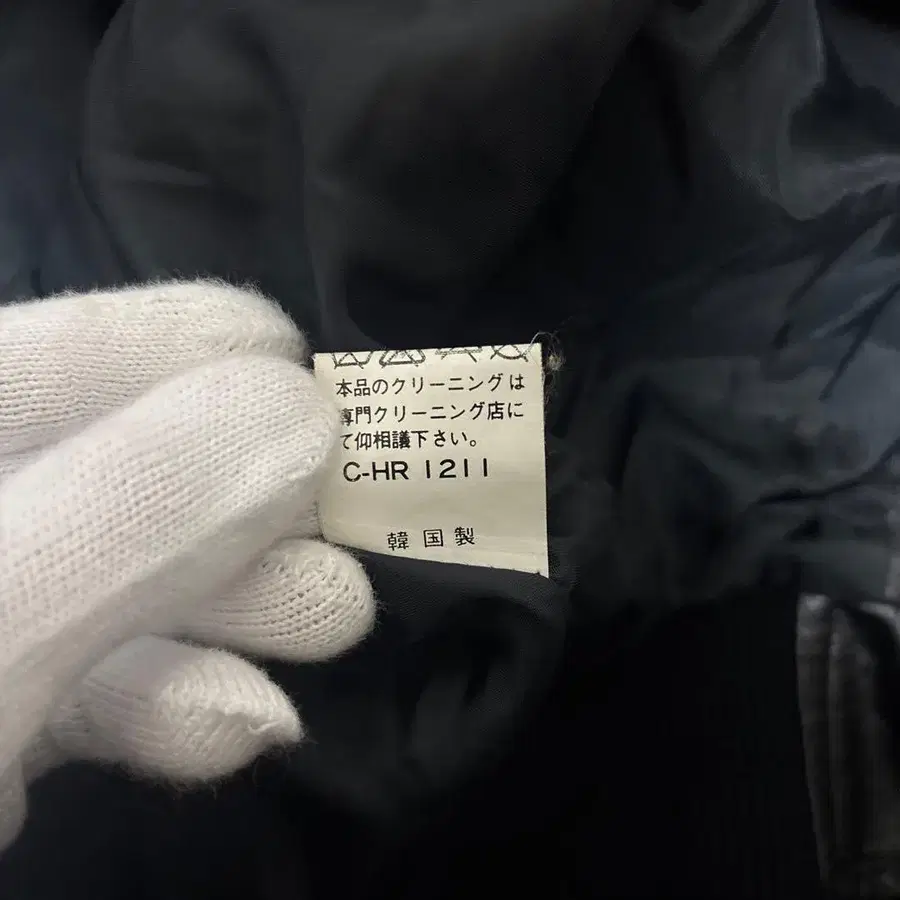 本品のクリーニングは
専門クリーニング店に
て仰相議下さい。
C-HR 1211
韓国製